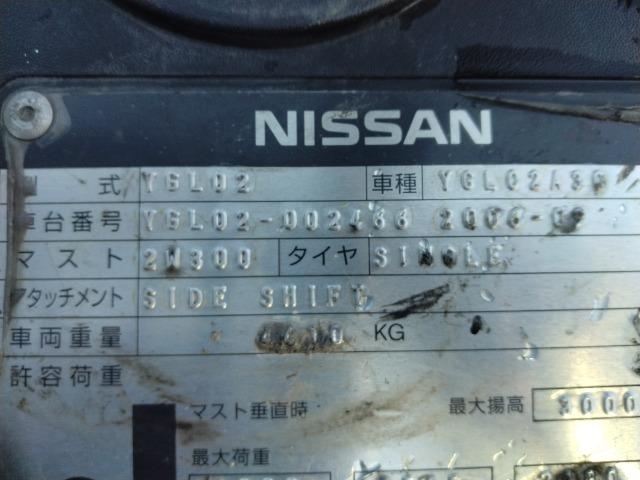 NISSAN
式 YGL02 車種
車台番号 YGL02-002466
マスト 2W300 タイヤ SINGLE
アタッチメント SIDE SHIFT
車両重量 KG
許容荷重
マスト垂直時 最大揚高 3000
最大荷重